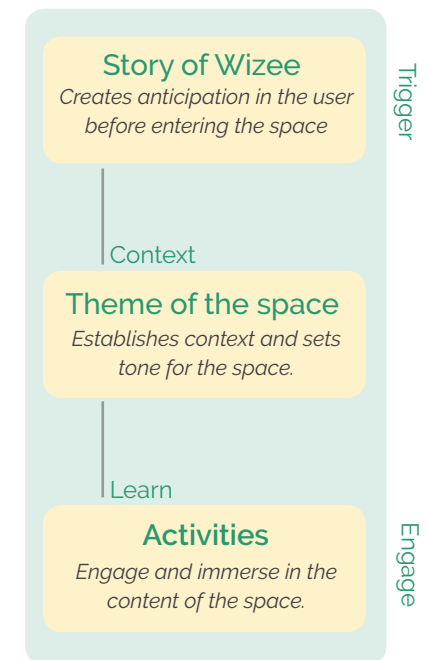 Story of Wizee
Creates anticipation in the user
before entering the space
Trigger
Context
Theme of the space
Establishes context and sets
tone for the space.
Learn
Activities
Engage and immerse in the
content of the space.
Engage